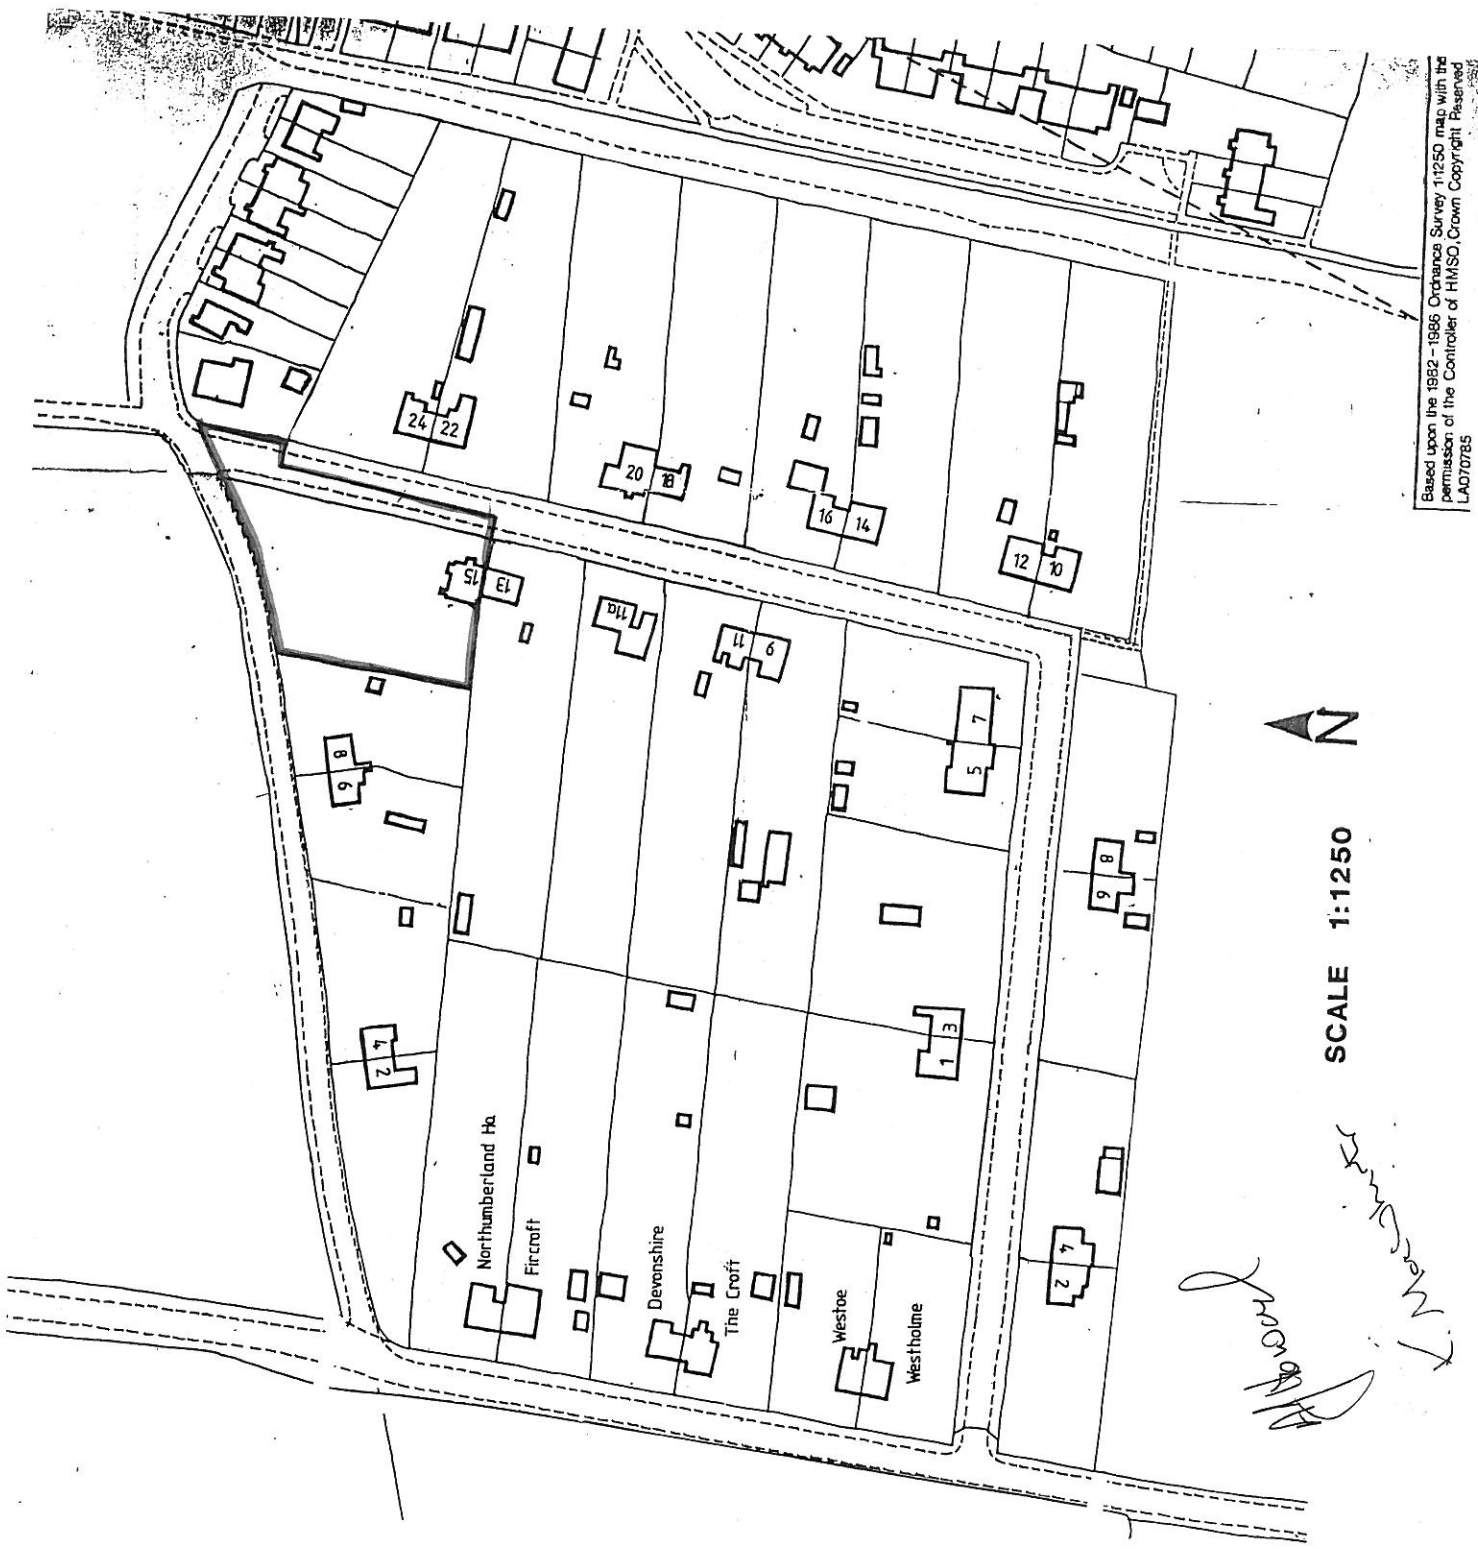 Based upon the 1982-1986 Ordnance Survey 1:1250 map with the
permission of the Controller of HMSO, Crown Copyright Reserved
LA070785
24
22
20
18
16
14
12
10
15
13
11a
11
9
7
5
8
6
4
2
3
1
8
6
4
2
Northumberland Ho
Fircroft
Devonshire
The Croft
Westoe
Westholme
N
SCALE 1:1250